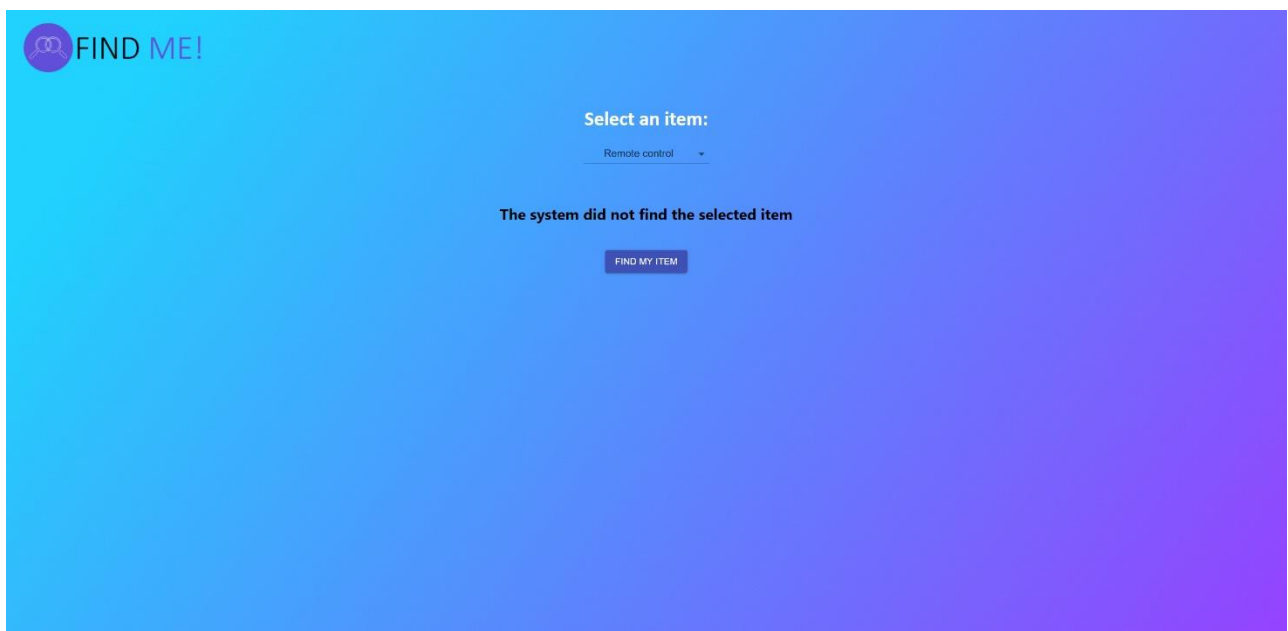 FIND ME!
Select an item:
Remote control
The system did not find the selected item
FIND MY ITEM